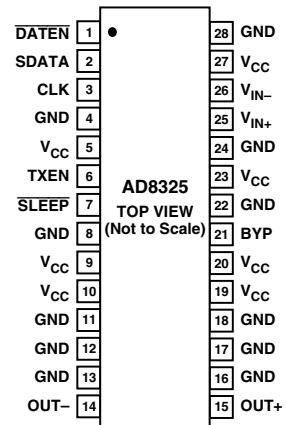 DATEN 1 28 GND
SDATA 2 27 VCC
CLK 3 26 VIN–
GND 4 25 VIN+
VCC 5 24 GND
TXEN 6 23 VCC
SLEEP 7 22 GND
GND 8 21 BYP
VCC 9 20 VCC
VCC 10 19 VCC
GND 11 18 GND
GND 12 17 GND
GND 13 16 GND
OUT– 14 15 OUT+
AD8325
TOP VIEW
(Not to Scale)